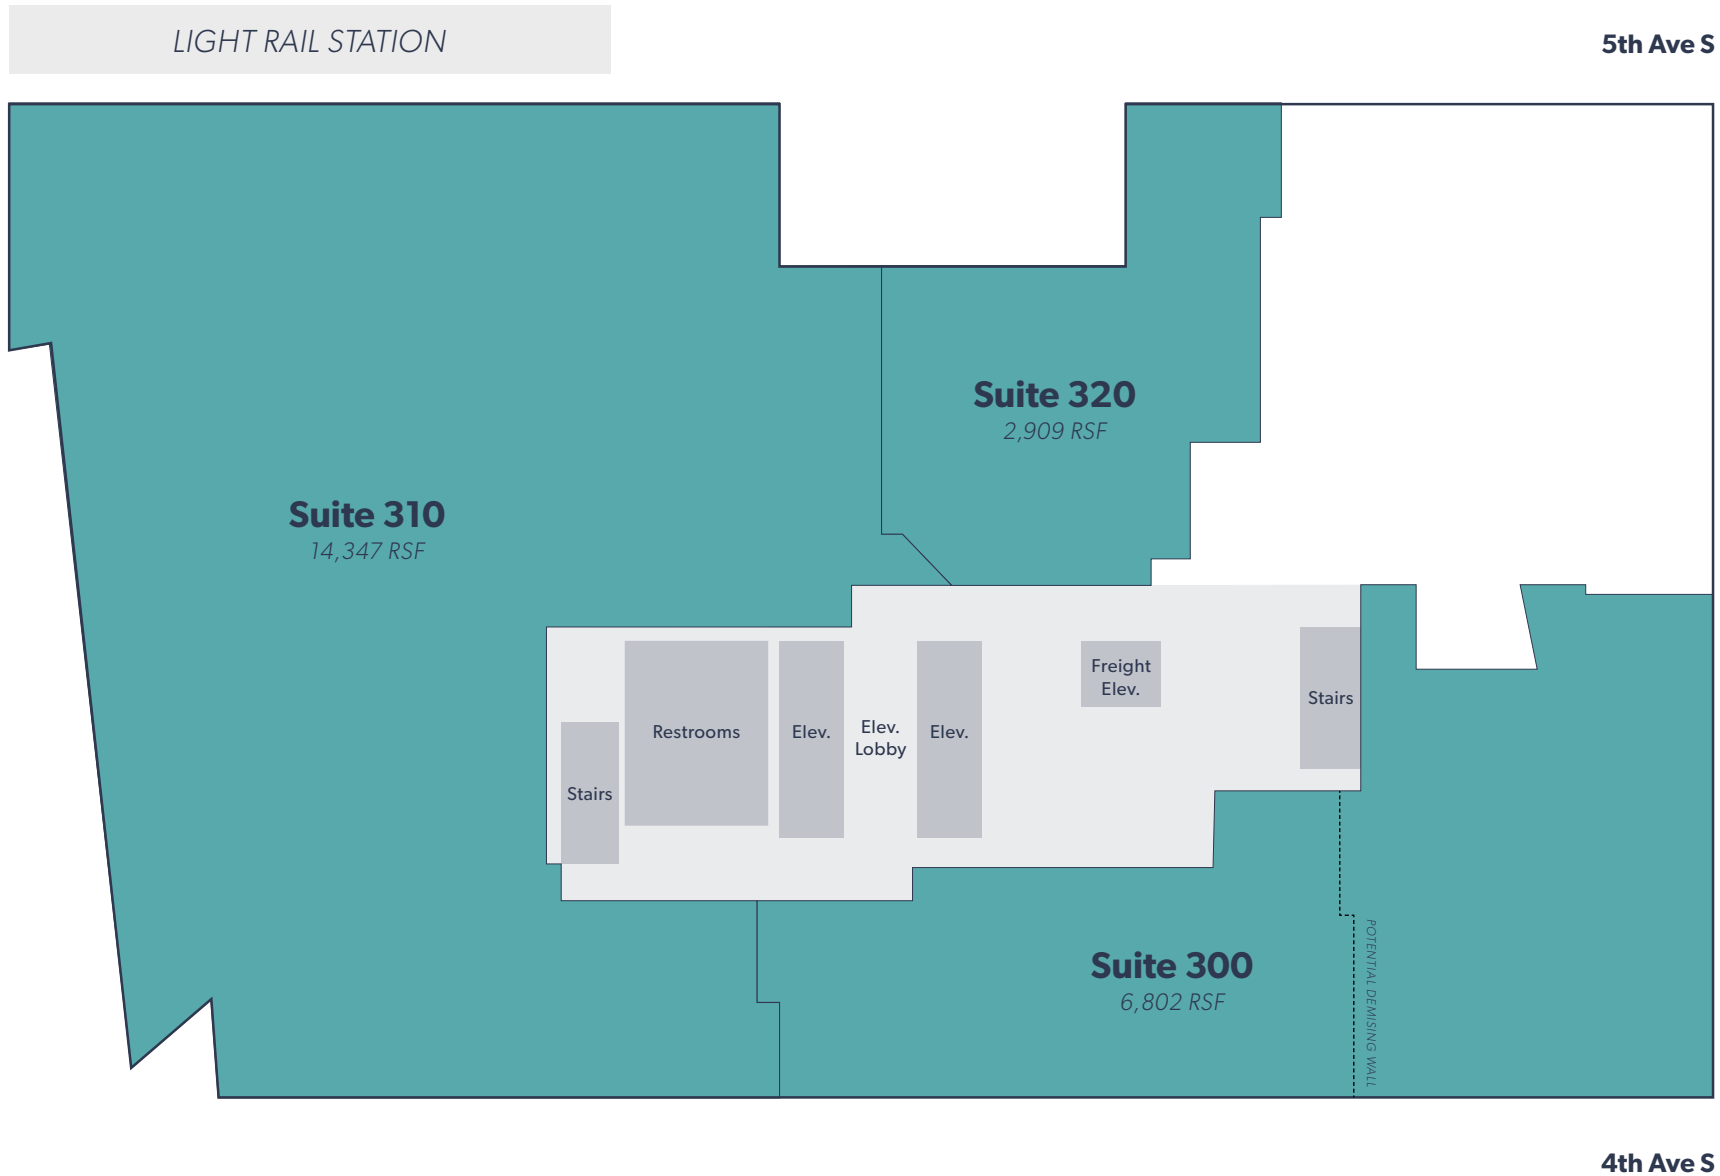 LIGHT RAIL STATION
5th Ave S
Suite 320
2,909 RSF
Suite 310
14,347 RSF
Freight
Elev.
Stairs
Restrooms
Elev.
Elev.
Lobby
Elev.
Stairs
Suite 300
6,802 RSF
POTENTIAL DEMISING WALL
4th Ave S